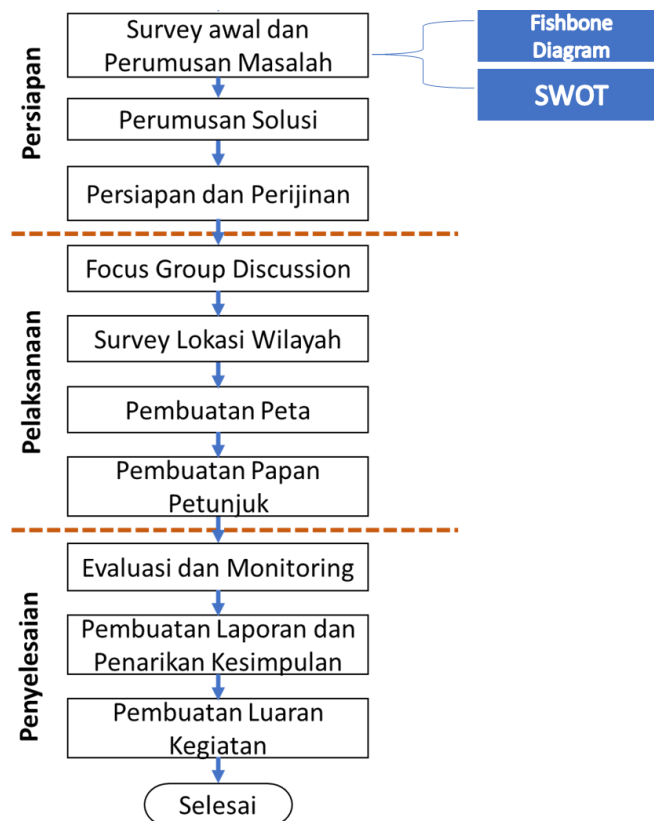 Persiapan
Survey awal dan
Perumusan Masalah
Fishbone
Diagram
SWOT
Perumusan Solusi
Persiapan dan Perijinan
Pelaksanaan
Focus Group Discussion
Survey Lokasi Wilayah
Pembuatan Peta
Pembuatan Papan
Petunjuk
Penyelesaian
Evaluasi dan Monitoring
Pembuatan Laporan dan
Penarikan Kesimpulan
Pembuatan Luaran
Kegiatan
Selesai